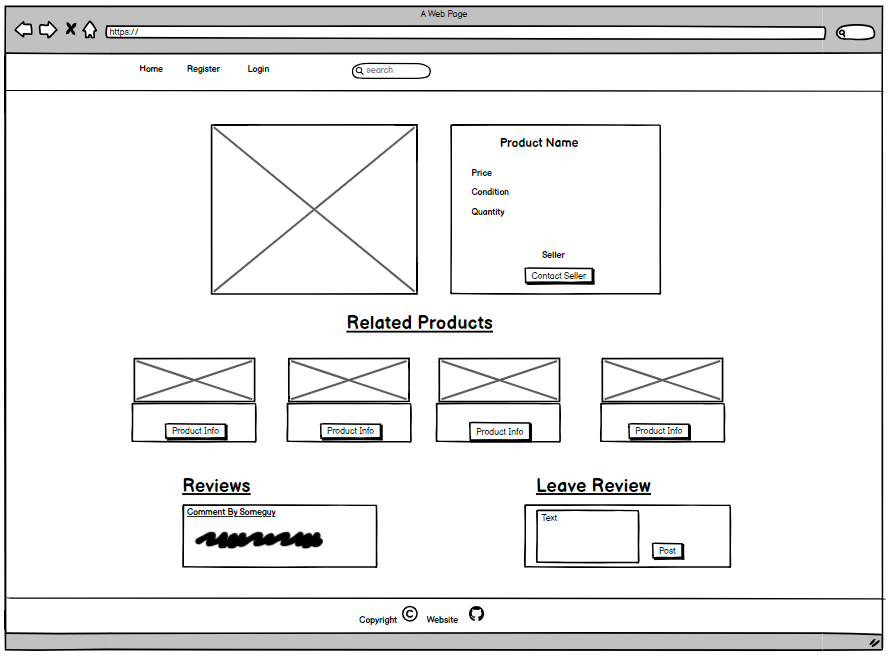 A Web Page
https://
Home Register Login search
Product Name
Price
Condition
Quantity
Seller
Contact Seller
Related Products
Product Info Product Info Product Info Product Info
Reviews Leave Review
Comment By Someguy
Text
Post
Copyright © Website